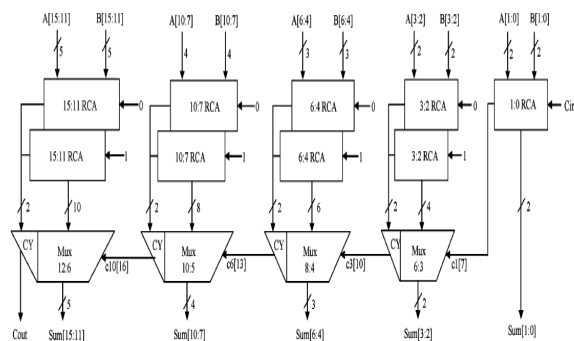 A[15:11] B[15:11] A[10:7] B[10:7] A[6:4] B[6:4] A[3:2] B[3:2] A[1:0] B[1:0]
5 5 4 4 3 3 2 2 2 2
15:11 RCA 0 10:7 RCA 0 6:4 RCA 0 3:2 RCA 0 1:0 RCA Cin
15:11 RCA 1 10:7 RCA 1 6:4 RCA 1 3:2 RCA 1
2 10 2 8 2 6 2 4 2
CY Mux CY Mux CY Mux CY Mux
12:6 c10[16] 10:5 c6[13] 8:4 c3[10] 6:3 c1[7]
5 4 3 2
Cout Sum[15:11] Sum[10:7] Sum[6:4] Sum[3:2] Sum[1:0]